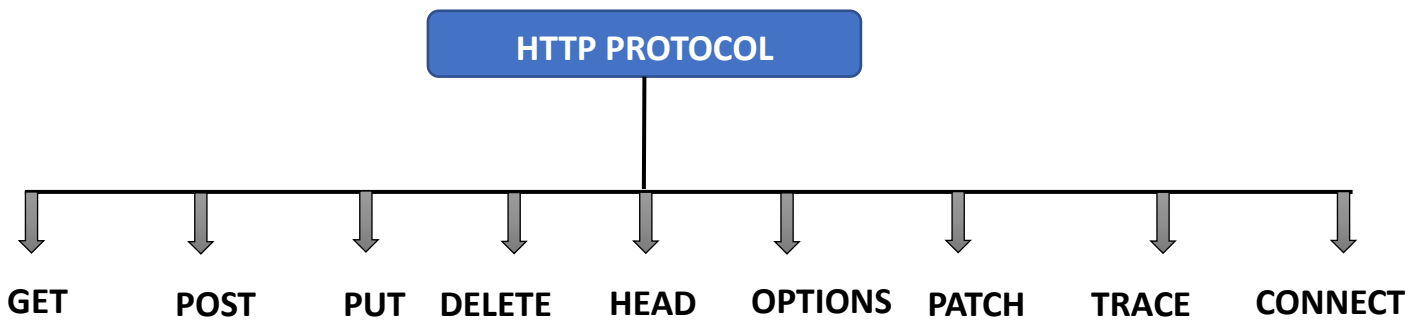 HTTP PROTOCOL
GET POST PUT DELETE HEAD OPTIONS PATCH TRACE CONNECT